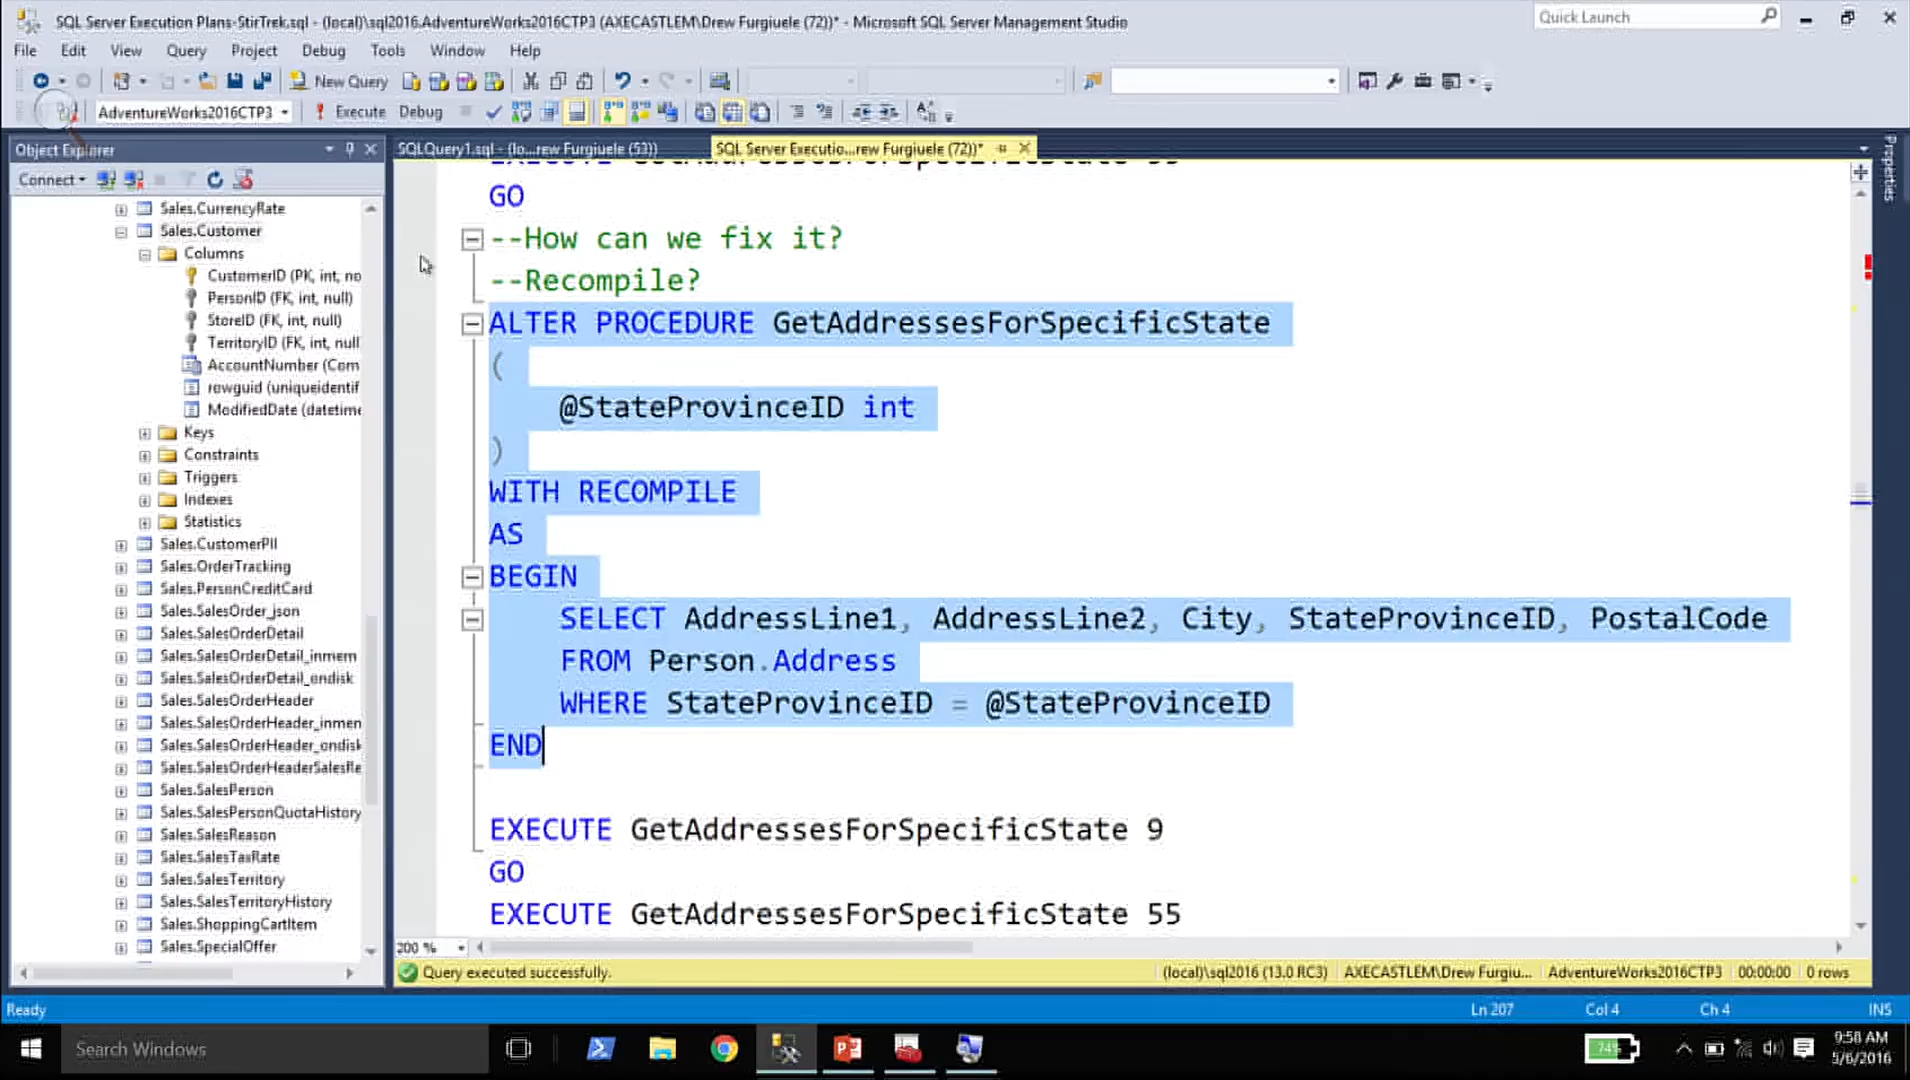 SQL Server Execution Plans-StirTrek.sql - (local)\sql2016.AdventureWorks2016CTP3 (AXECASTLEM\Drew Furgiuele (72))* - Microsoft SQL Server Management Studio
Quick Launch
File Edit View Query Project Debug Tools Window Help
New Query
AdventureWorks2016CTP3 Execute Debug
Object Explorer
SQLQuery1.sql - (lo...rew Furgiuele (53))
SQL Server Executio...rew Furgiuele (72))*
Properties
Connect
Sales.CurrencyRate
Sales.Customer
Columns
CustomerID (PK, int, no
PersonID (FK, int, null)
StoreID (FK, int, null)
TerritoryID (FK, int, null
AccountNumber (Com
rowguid (uniqueidentif
ModifiedDate (datetime
Keys
Constraints
Triggers
Indexes
Statistics
Sales.CustomerPII
Sales.OrderTracking
Sales.PersonCreditCard
Sales.SalesOrder_json
Sales.SalesOrderDetail
Sales.SalesOrderDetail_inmem
Sales.SalesOrderDetail_ondisk
Sales.SalesOrderHeader
Sales.SalesOrderHeader_inmem
Sales.SalesOrderHeader_ondisk
Sales.SalesOrderHeaderSalesRe
Sales.SalesPerson
Sales.SalesPersonQuotaHistory
Sales.SalesReason
Sales.SalesTaxRate
Sales.SalesTerritory
Sales.SalesTerritoryHistory
Sales.ShoppingCartItem
Sales.SpecialOffer
GO
--How can we fix it?
--Recompile?
ALTER PROCEDURE GetAddressesForSpecificState
(
@StateProvinceID int
)
WITH RECOMPILE
AS
BEGIN
SELECT AddressLine1, AddressLine2, City, StateProvinceID, PostalCode
FROM Person.Address
WHERE StateProvinceID = @StateProvinceID
END
EXECUTE GetAddressesForSpecificState 9
GO
EXECUTE GetAddressesForSpecificState 55
200 %
Query executed successfully.
(local)\sql2016 (13.0 RC3) AXECASTLEM\Drew Furgiu... AdventureWorks2016CTP3 00:00:00 0 rows
Ready
Ln 207 Col 4 Ch 4 INS
Search Windows
74%
9:58 AM
5/6/2016